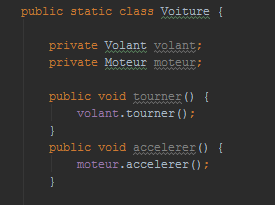 public static class Voiture {
private Volant volant;
private Moteur moteur;
public void tourner() {
volant.tourner();
}
public void accelerer() {
moteur.accelerer();
}